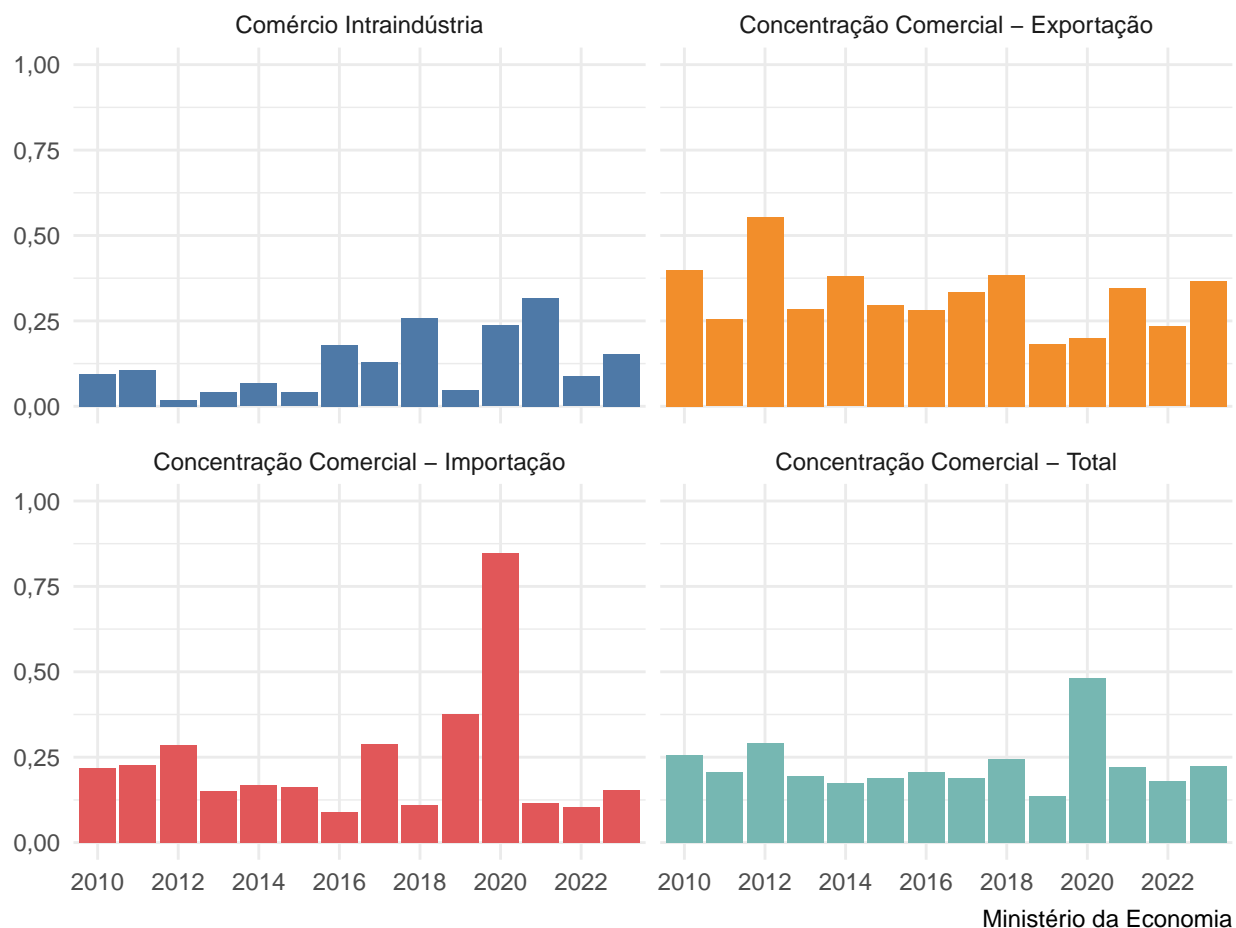 Comércio Intraindústria
Concentração Comercial – Exportação
1,00
0,75
0,50
0,25
0,00
Concentração Comercial – Importação
Concentração Comercial – Total
1,00
0,75
0,50
0,25
0,00
2010 2012 2014 2016 2018 2020 2022
2010 2012 2014 2016 2018 2020 2022
Ministério da Economia